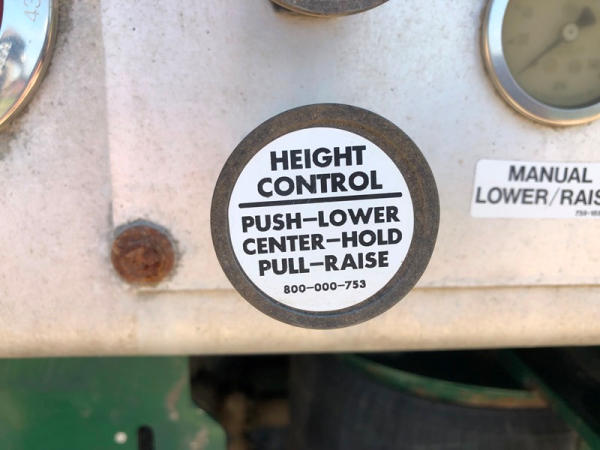 HEIGHT
CONTROL
PUSH-LOWER
CENTER-HOLD
PULL-RAISE
800-000-753
MANUAL
LOWER/RAIS